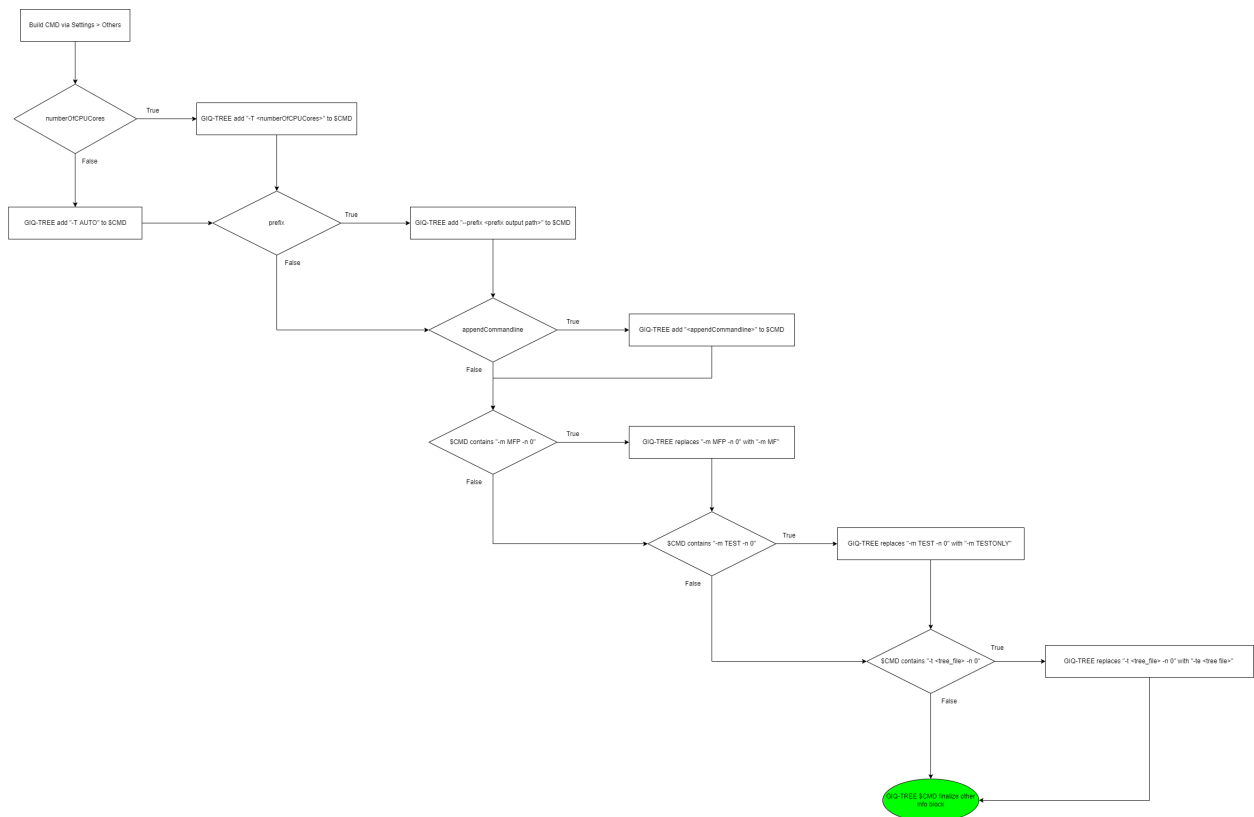 Build CMD via Settings > Others
numberOfCPUCores
True
GIQ-TREE add "-T <numberOfCPUCores>" to $CMD
False
GIQ-TREE add "-T AUTO" to $CMD
prefix
True
GIQ-TREE add "--prefix <prefix output path>" to $CMD
False
appendCommandline
True
GIQ-TREE add "<appendCommandline>" to $CMD
False
$CMD contains "-m MFP -n 0"
True
GIQ-TREE replaces "-m MFP -n 0" with "-m MF"
False
$CMD contains "-m TEST -n 0"
True
GIQ-TREE replaces "-m TEST -n 0" with "-m TESTONLY"
False
$CMD contains "-t <tree_file> -n 0"
True
GIQ-TREE replaces "-t <tree_file> -n 0" with "-te <tree file>"
False
GIQ-TREE $CMD finalize other
info block